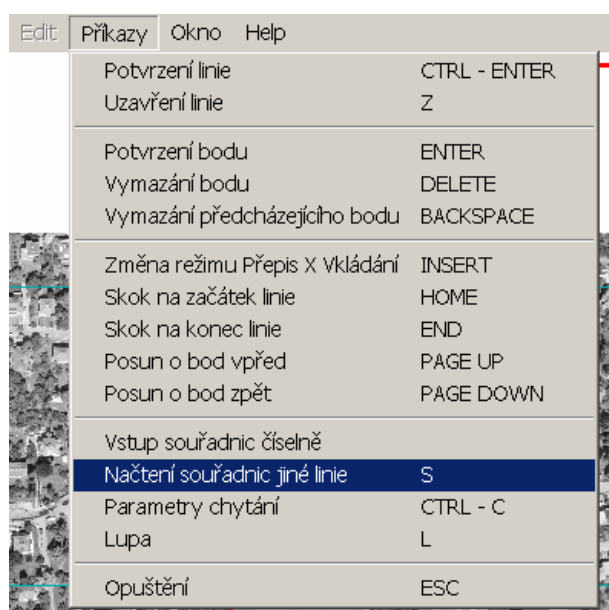 Edit Příkazy Okno Help
Potvrzení linie CTRL - ENTER
Uzavření linie Z
Potvrzení bodu ENTER
Vymazání bodu DELETE
Vymazání předcházejícího bodu BACKSPACE
Změna režimu Přepis X Vkládání INSERT
Skok na začátek linie HOME
Skok na konec linie END
Posun o bod vpřed PAGE UP
Posun o bod zpět PAGE DOWN
Vstup souřadnic číselně
Načtení souřadnic jiné linie S
Parametry chytání CTRL - C
Lupa L
Opuštění ESC